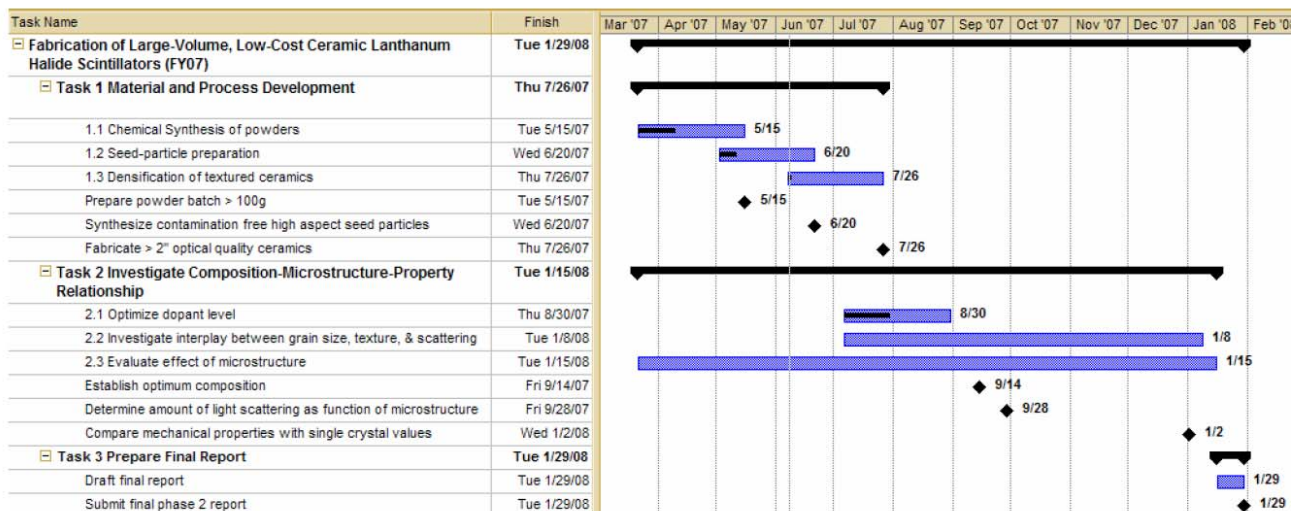 Task Name Finish Mar '07 Apr '07 May '07 Jun '07 Jul '07 Aug '07 Sep '07 Oct '07 Nov '07 Dec '07 Jan '08 Feb '08
Fabrication of Large-Volume, Low-Cost Ceramic Lanthanum Tue 1/29/08
Halide Scintillators (FY07)
Task 1 Material and Process Development Thu 7/26/07
1.1 Chemical Synthesis of powders Tue 5/15/07 5/15
1.2 Seed-particle preparation Wed 6/20/07 6/20
1.3 Densification of textured ceramics Thu 7/26/07 7/26
Prepare powder batch > 100g Tue 5/15/07 5/15
Synthesize contamination free high aspect seed particles Wed 6/20/07 6/20
Fabricate > 2" optical quality ceramics Thu 7/26/07 7/26
Task 2 Investigate Composition-Microstructure-Property Tue 1/15/08
Relationship
2.1 Optimize dopant level Thu 8/30/07 8/30
2.2 Investigate interplay between grain size, texture, & scattering Tue 1/8/08 1/8
2.3 Evaluate effect of microstructure Tue 1/15/08 1/15
Establish optimum composition Fri 9/14/07 9/14
Determine amount of light scattering as function of microstructure Fri 9/28/07 9/28
Compare mechanical properties with single crystal values Wed 1/2/08 1/2
Task 3 Prepare Final Report Tue 1/29/08
Draft final report Tue 1/29/08 1/29
Submit final phase 2 report Tue 1/29/08 1/29